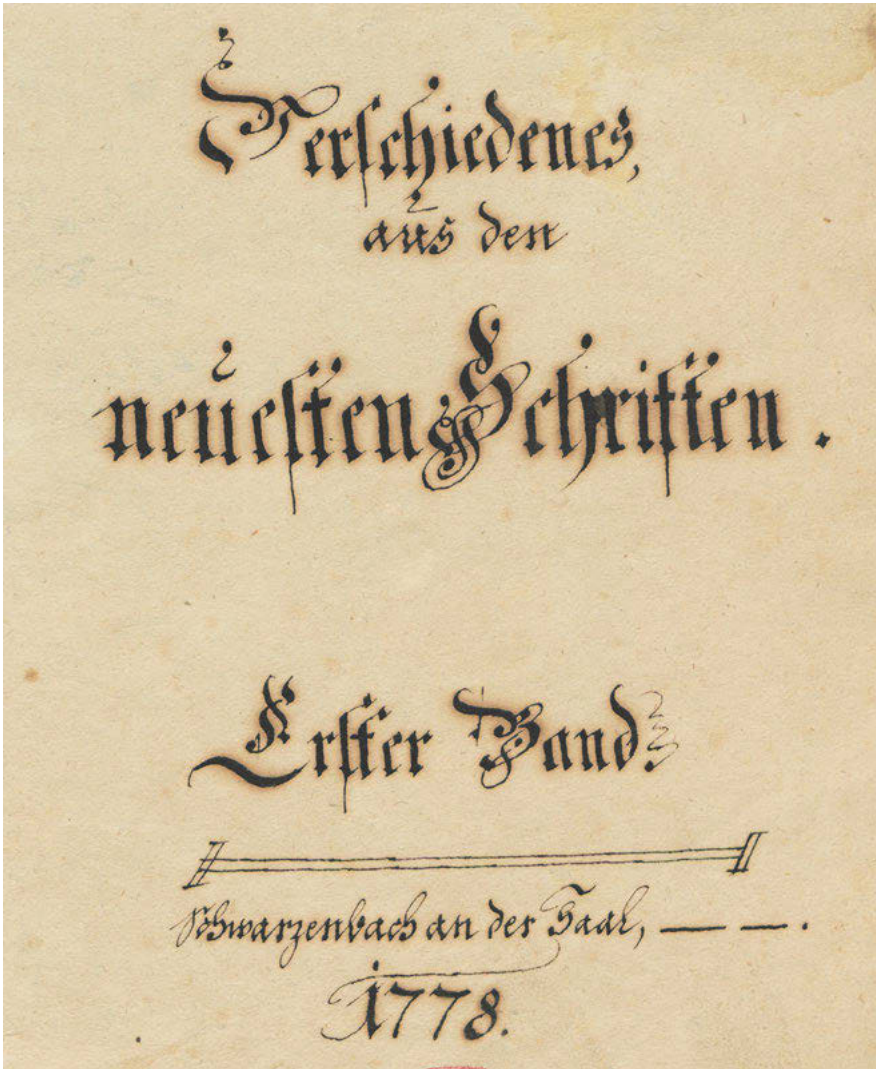 Verschiedenes,
aus den
neuesten Schriften.
Erster Band.
Schwarzenbach an der Saal, — —.
1778.